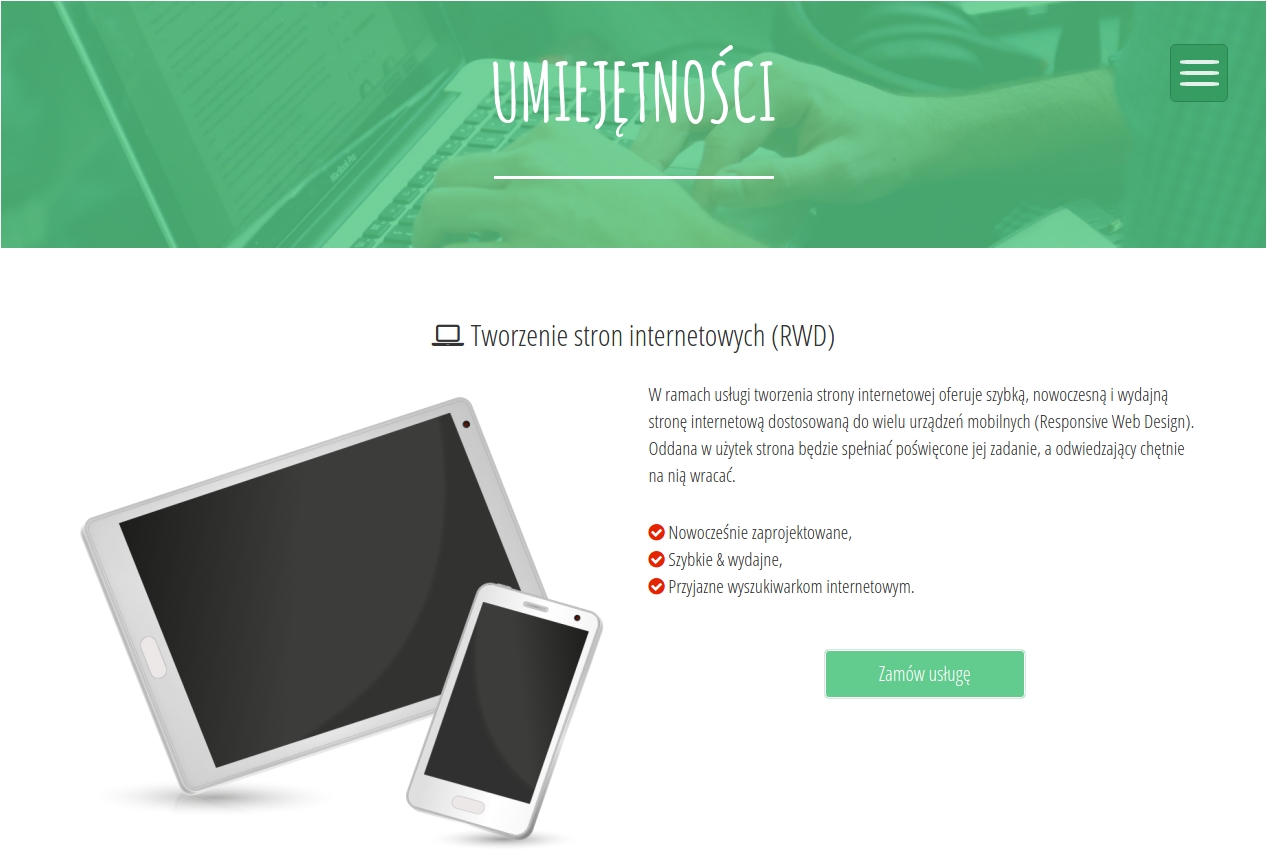 UMIEJĘTNOŚCI
Tworzenie stron internetowych (RWD)
W ramach usługi tworzenia strony internetowej oferuje szybką, nowoczesną i wydajną
stronę internetową dostosowaną do wielu urządzeń mobilnych (Responsive Web Design).
Oddana w użytek strona będzie spełniać poświęcone jej zadanie, a odwiedzający chętnie
na nią wracać.
Nowocześnie zaprojektowane,
Szybkie & wydajne,
Przyjazne wyszukiwarkom internetowym.
Zamów usługę